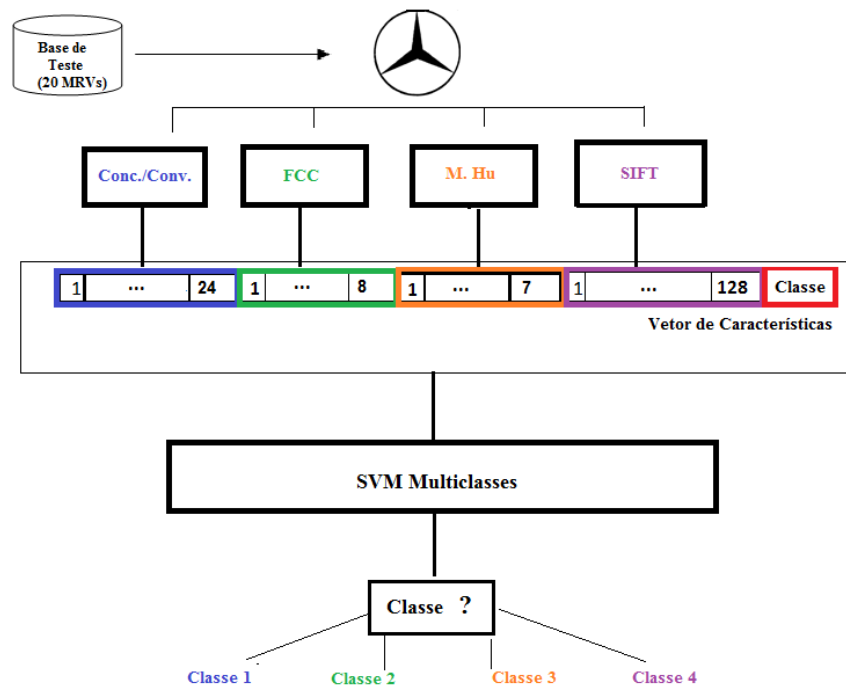 Base de
Teste
(20 MRVs)
Conc./Conv.
FCC
M. Hu
SIFT
1 ... 24 1 ... 8 1 ... 7 1 ... 128 Classe
Vetor de Características
SVM Multiclasses
Classe ?
Classe 1
Classe 2
Classe 3
Classe 4